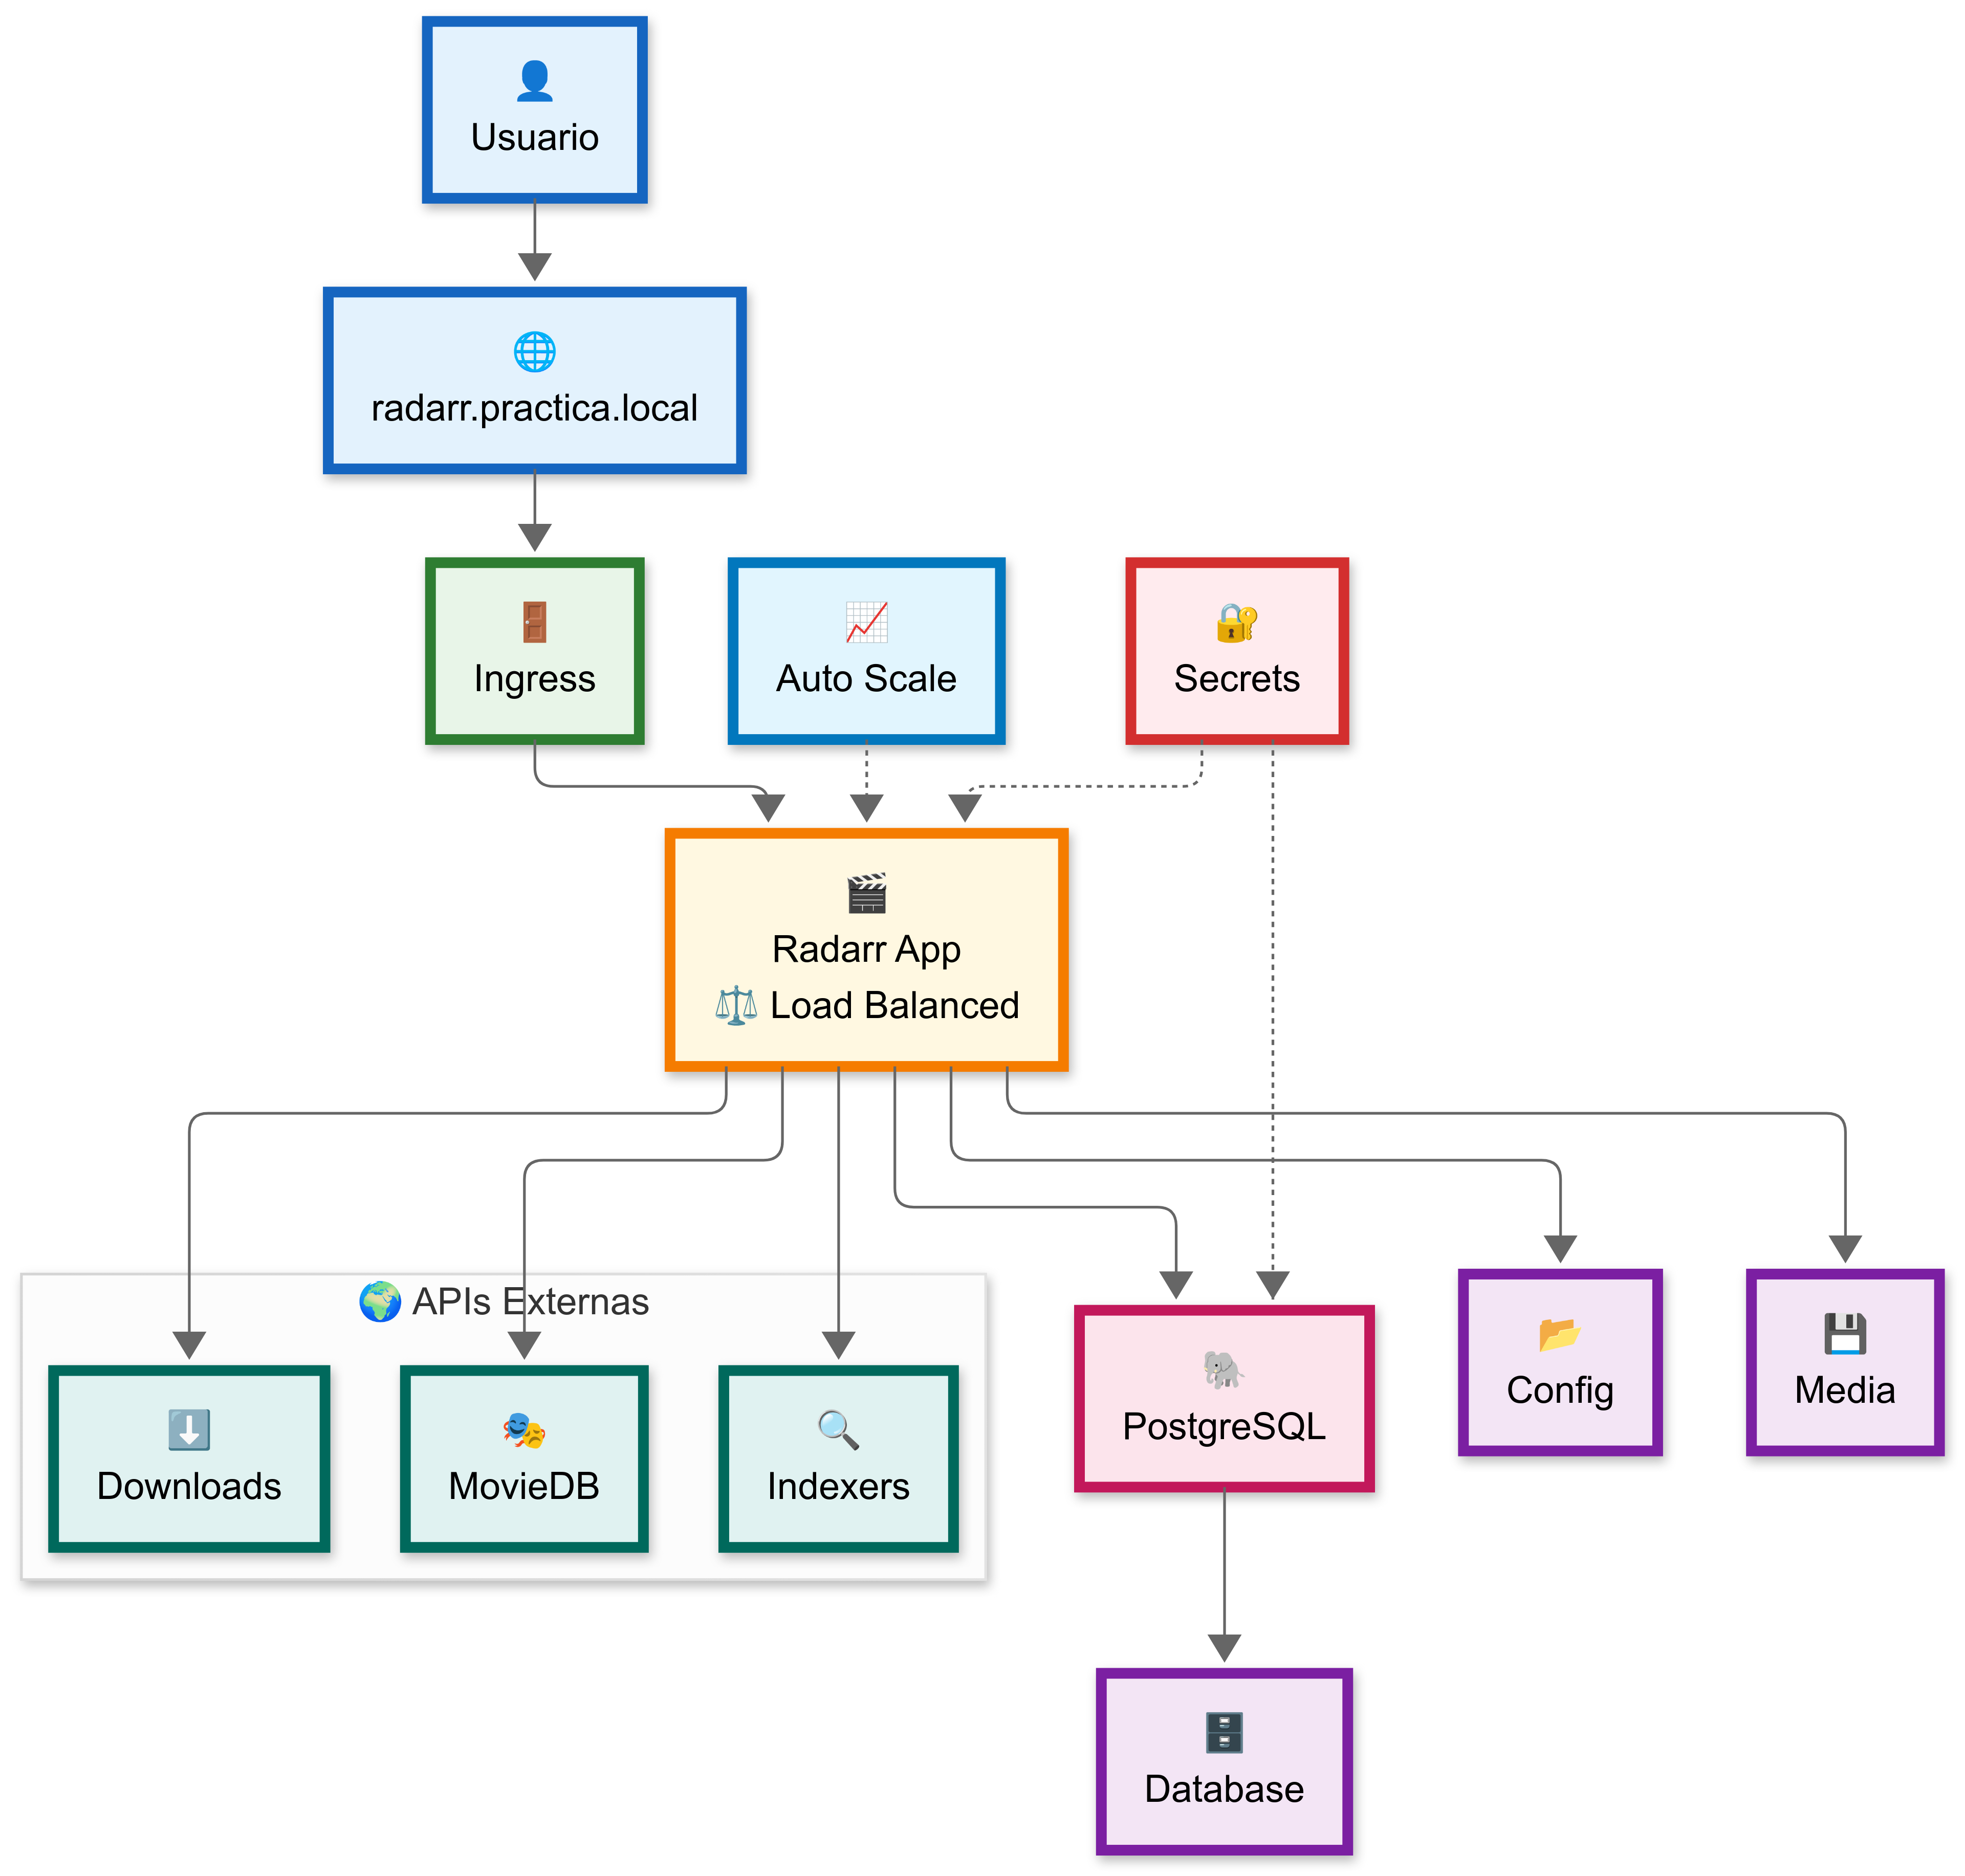 Usuario
radarr.practica.local
Ingress
Auto Scale
Secrets
Radarr App
Load Balanced
APIs Externas
Downloads
MovieDB
Indexers
PostgreSQL
Config
Media
Database